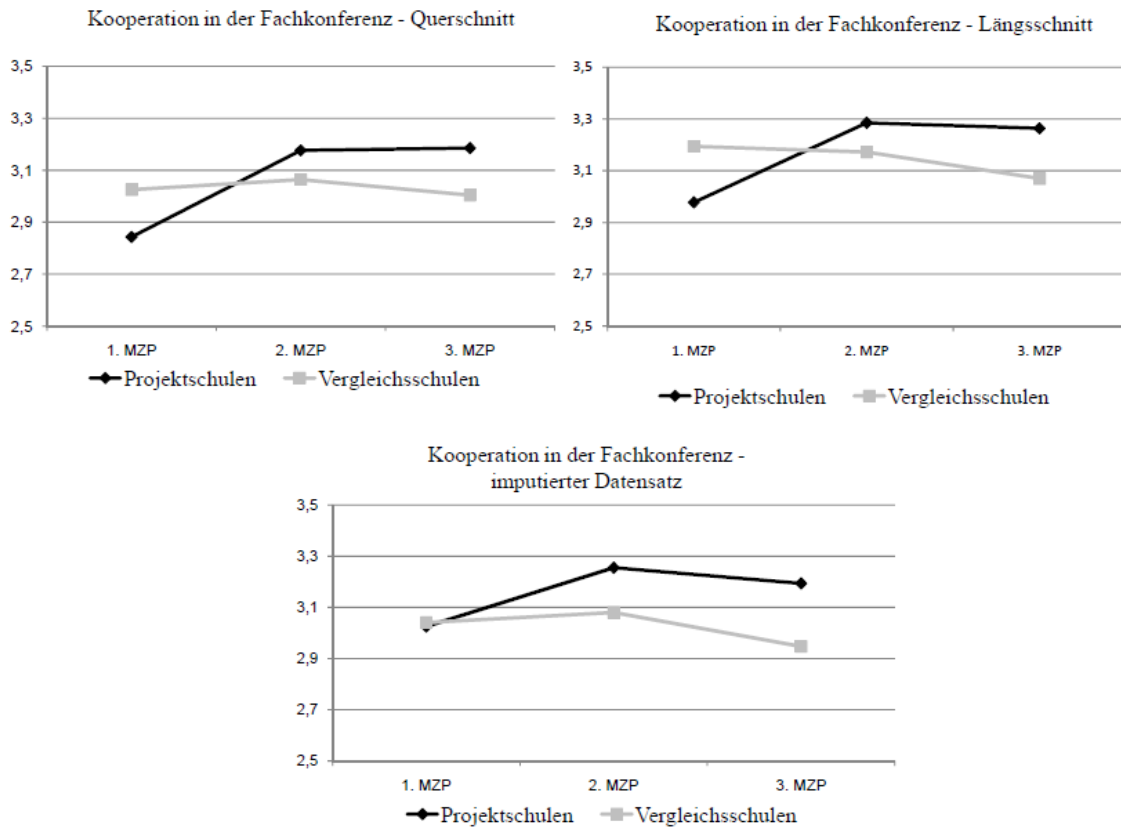 Kooperation in der Fachkonferenz - Querschnitt
3,5
3,3
3,1
2,9
2,7
2,5
1. MZP 2. MZP 3. MZP
Projektschulen Vergleichsschulen
Kooperation in der Fachkonferenz - Längsschnitt
3,5
3,3
3,1
2,9
2,7
2,5
1. MZP 2. MZP 3. MZP
Projektschulen Vergleichsschulen
Kooperation in der Fachkonferenz -
imputierter Datensatz
3,5
3,3
3,1
2,9
2,7
2,5
1. MZP 2. MZP 3. MZP
Projektschulen Vergleichsschulen